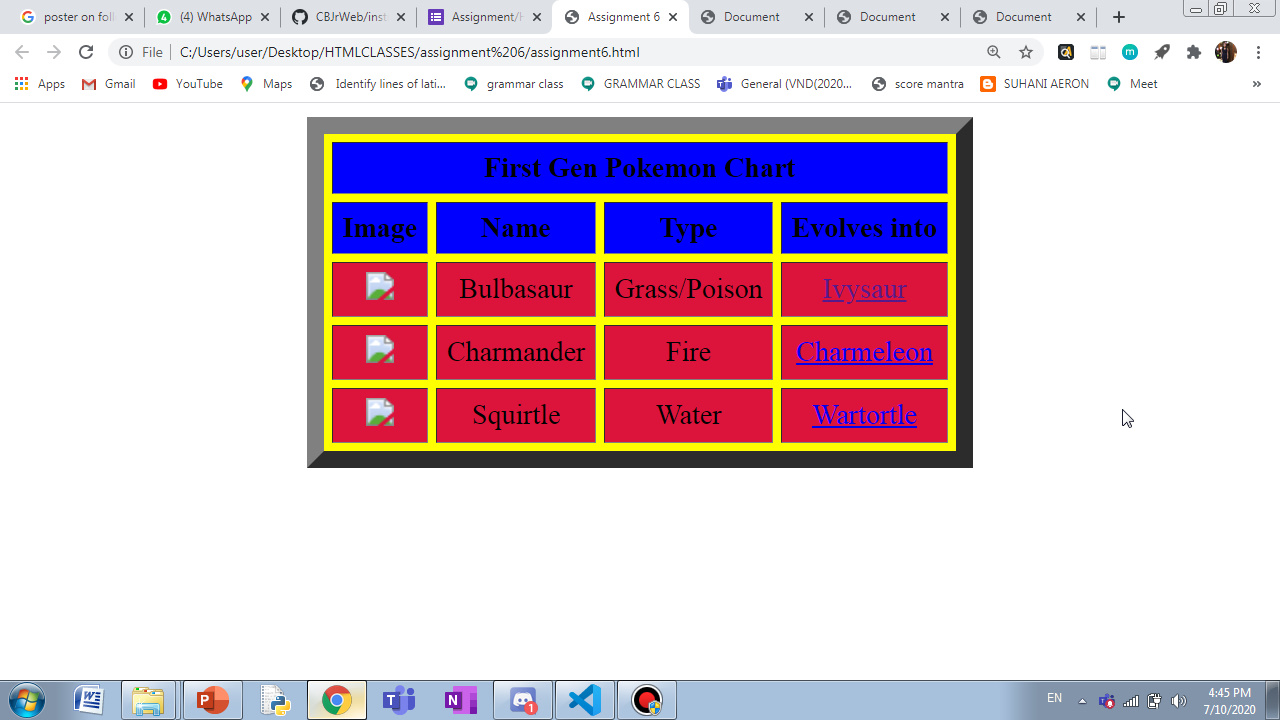 poster on foll
(4) WhatsApp
CBJrWeb/inst
Assignment/H
Assignment 6
Document
Document
Document
File
C:/Users/user/Desktop/HTMLCLASSES/assignment%206/assignment6.html
Apps
Gmail
YouTube
Maps
Identify lines of lati...
grammar class
GRAMMAR CLASS
General (VND(2020...
score mantra
SUHANI AERON
Meet
First Gen Pokemon Chart
Image Name Type Evolves into
Bulbasaur Grass/Poison Ivysaur
Charmander Fire Charmeleon
Squirtle Water Wartortle
EN
4:45 PM
7/10/2020